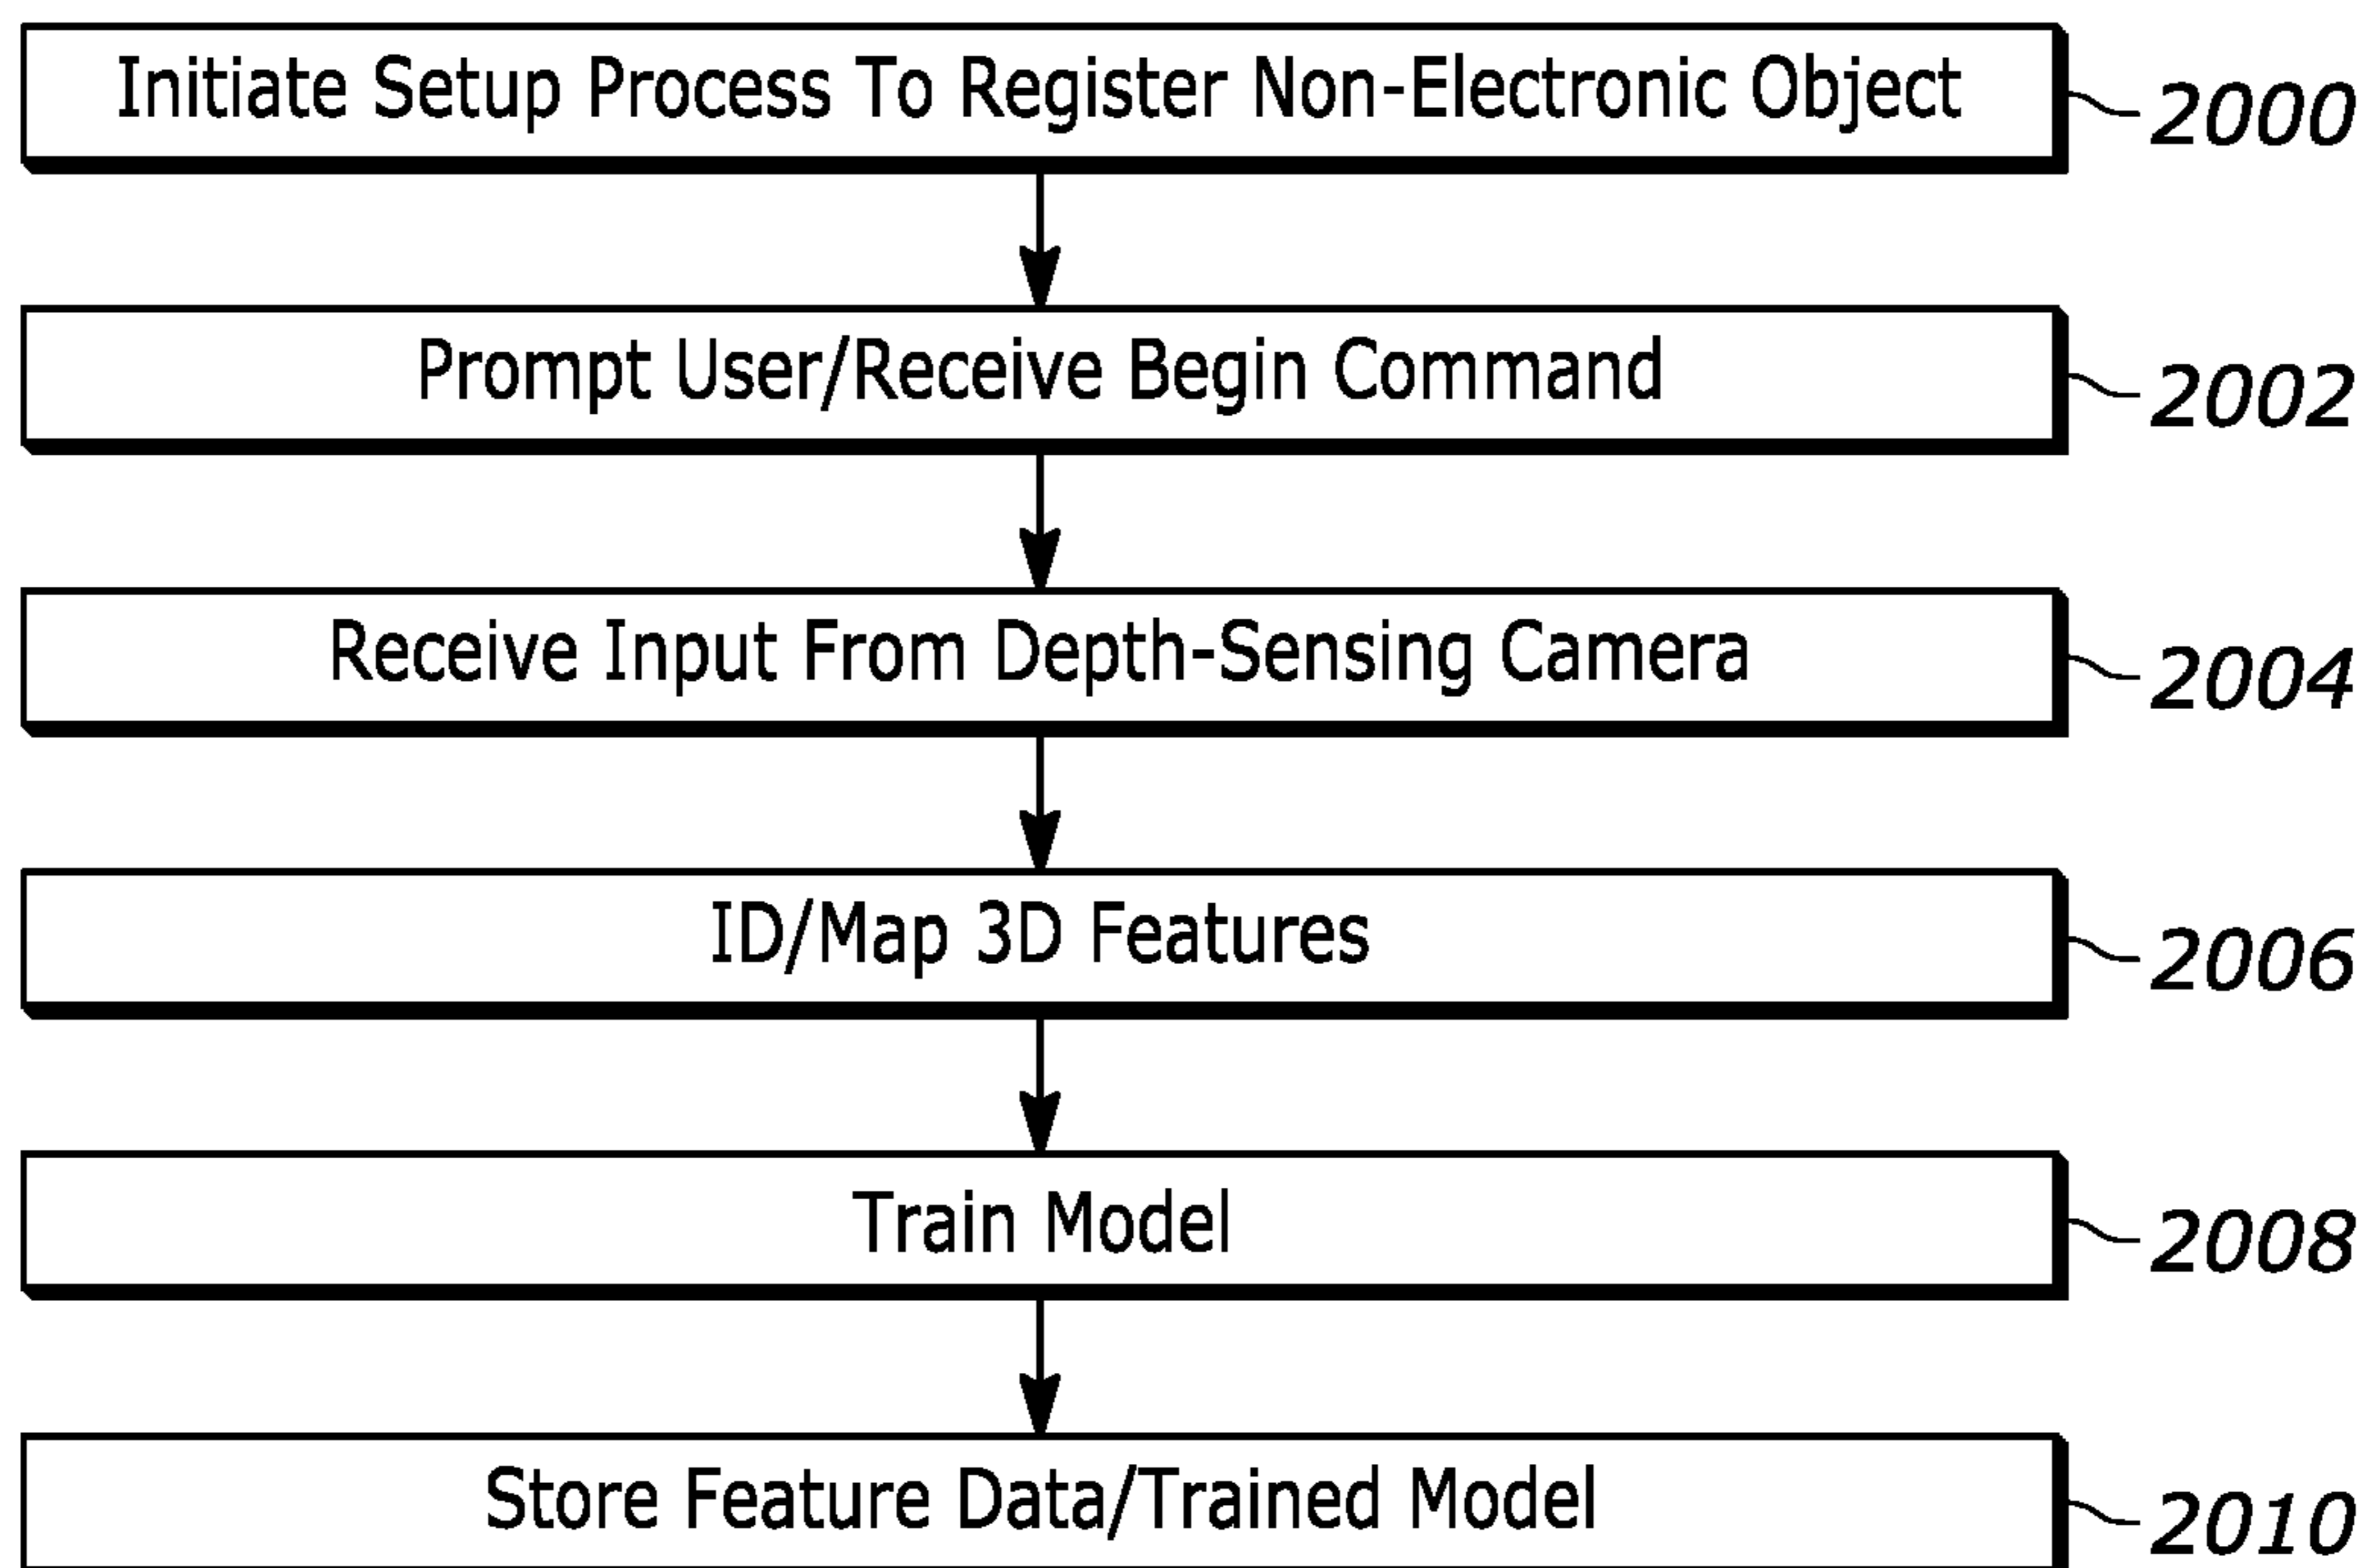 Initiate Setup Process To Register Non-Electronic Object 2000
Prompt User/Receive Begin Command 2002
Receive Input From Depth-Sensing Camera 2004
ID/Map 3D Features 2006
Train Model 2008
Store Feature Data/Trained Model 2010